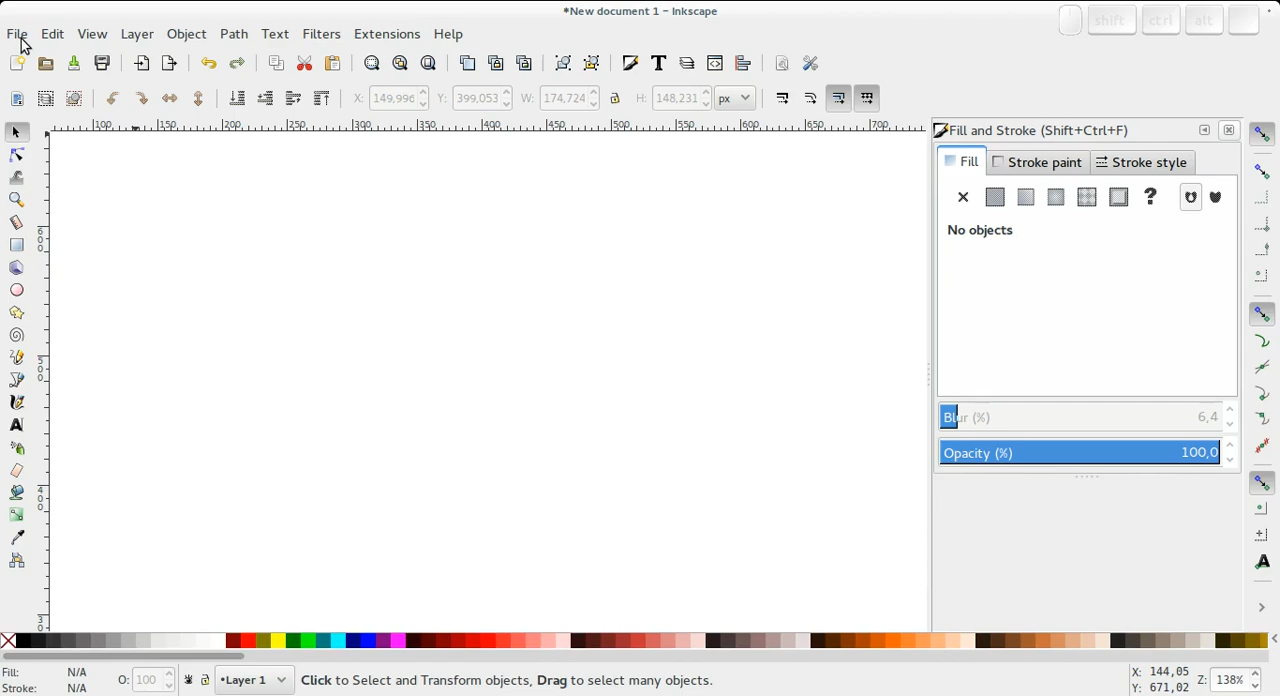 *New document 1 - Inkscape
shift ctrl alt
File Edit View Layer Object Path Text Filters Extensions Help
X: 149,996 Y: 399,053 W: 174,724 H: 148,231 px
100 150 200 250 300 350 400 450 500 550 600 650 700
Fill and Stroke (Shift+Ctrl+F)
Fill Stroke paint Stroke style
No objects
600
500
400
Blur (%) 6,4
Opacity (%) 100,0
Fill: N/A
Stroke: N/A
O: 100
•Layer 1
Click to Select and Transform objects, Drag to select many objects.
X: 144,05
Y: 671,02
Z: 138%